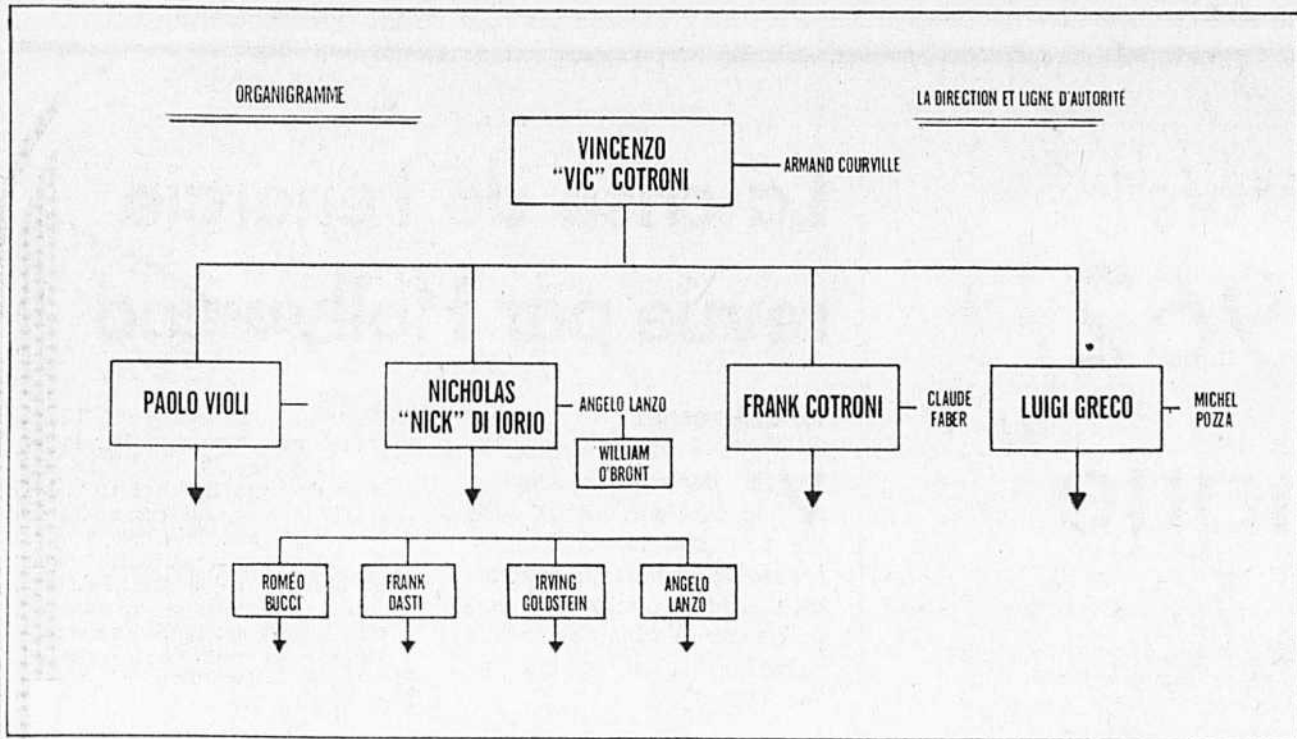 ORGANIGRAMME
LA DIRECTION ET LIGNE D'AUTORITÉ
VINCENZO
"VIC" COTRONI
ARMAND COURVILLE
PAOLO VIOLI
NICHOLAS
"NICK" DI IORIO
ANGELO LANZO
WILLIAM
O'BRONT
FRANK COTRONI
CLAUDE
FABER
LUIGI GRECO
MICHEL
POZZA
ROMÉO
BUCCI
FRANK
DASTI
IRVING
GOLDSTEIN
ANGELO
LANZO